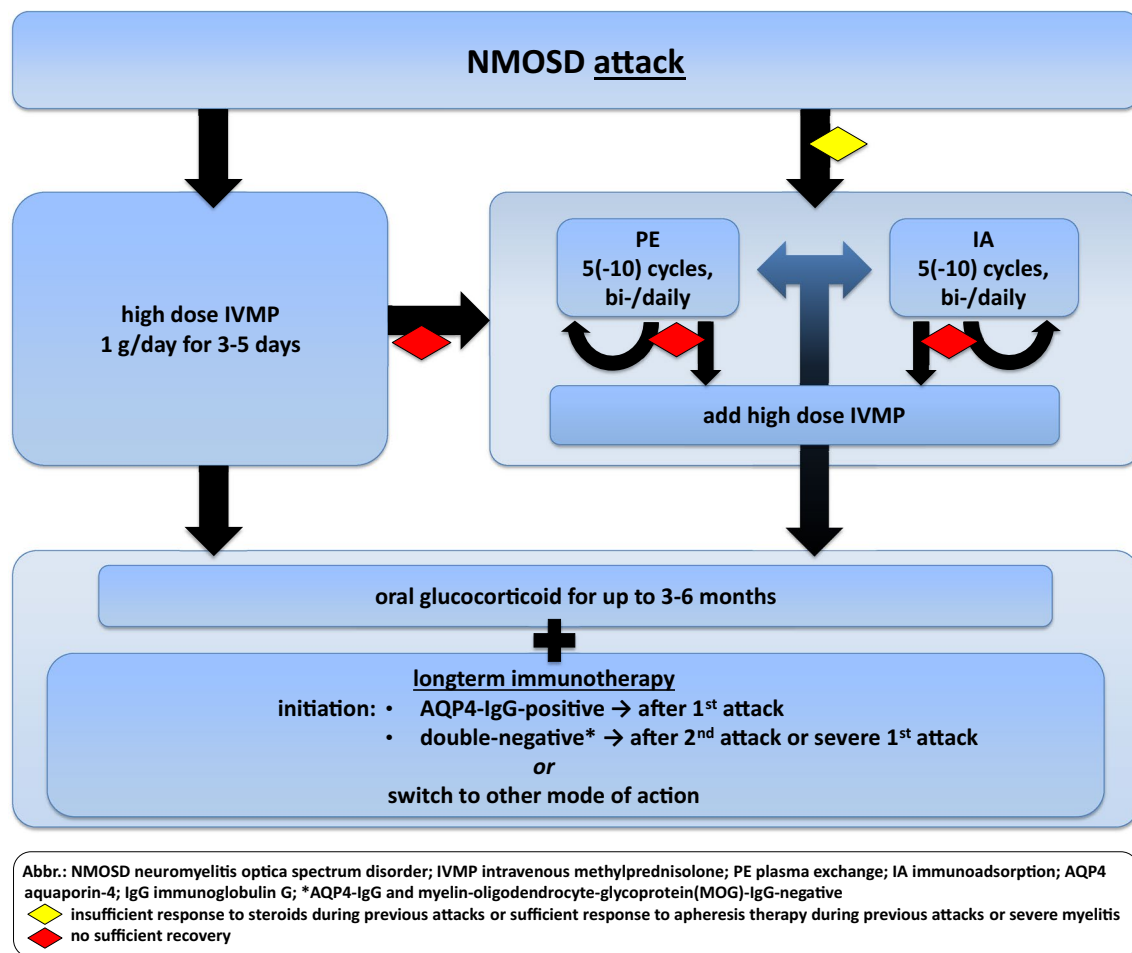 NMOSD attack
high dose IVMP
1 g/day for 3-5 days
PE
5(-10) cycles,
bi-/daily
IA
5(-10) cycles,
bi-/daily
add high dose IVMP
oral glucocorticoid for up to 3-6 months
longterm immunotherapy
initiation: • AQP4-IgG-positive → after 1st attack
• double-negative* → after 2nd attack or severe 1st attack
or
switch to other mode of action
Abbr.: NMOSD neuromyelitis optica spectrum disorder; IVMP intravenous methylprednisolone; PE plasma exchange; IA immunoadsorption; AQP4
aquaporin-4; IgG immunoglobulin G; *AQP4-IgG and myelin-oligodendrocyte-glycoprotein(MOG)-IgG-negative
insufficient response to steroids during previous attacks or sufficient response to apheresis therapy during previous attacks or severe myelitis
no sufficient recovery